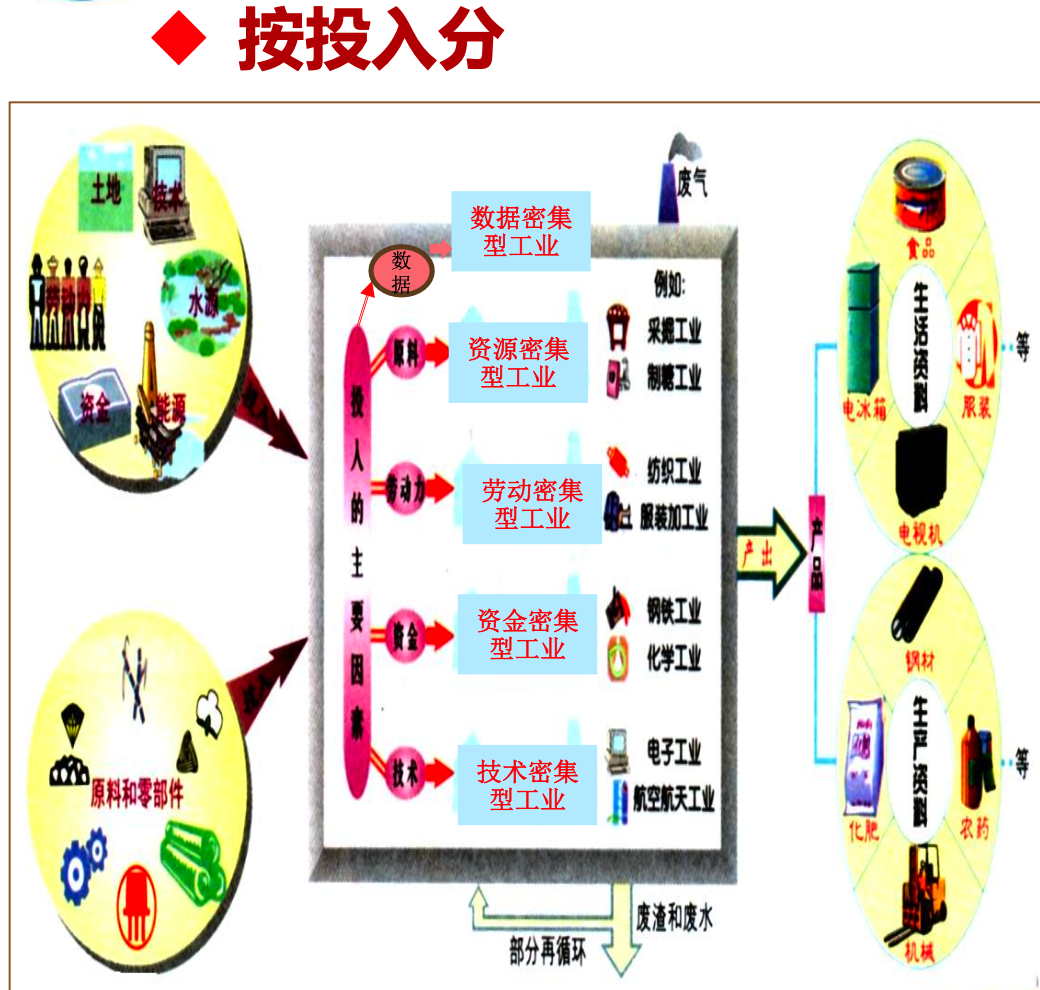 按投入分
土地
技术
劳动力
水源
资金
能源
投入
原料和零部件
投入
废气
数据密集
型工业
数
据
投入的主要因素
原料
资源密集
型工业
例如:
采掘工业
制糖工业
劳动力
劳动密集
型工业
纺织工业
服装加工业
资金
资金密集
型工业
钢铁工业
化学工业
技术
技术密集
型工业
电子工业
航空航天工业
废渣和废水
部分再循环
产出
产品
食品
生活资料
电冰箱
服装
等
电视机
钢材
生产资料
化肥
农药
等
机械